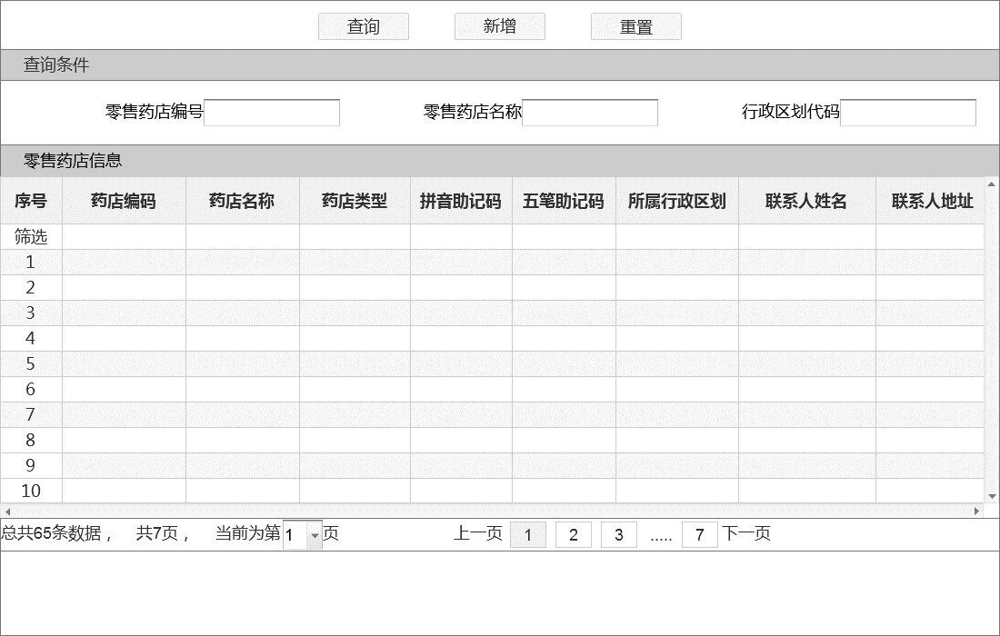 查询 新增 重置
查询条件
零售药店编号 零售药店名称 行政区划代码
零售药店信息
序号 药店编码 药店名称 药店类型 拼音助记码 五笔助记码 所属行政区划 联系人姓名 联系人地址
筛选
1
2
3
4
5
6
7
8
9
10
总共65条数据， 共7页， 当前为第 1 页 上一页 1 2 3 ..... 7 下一页